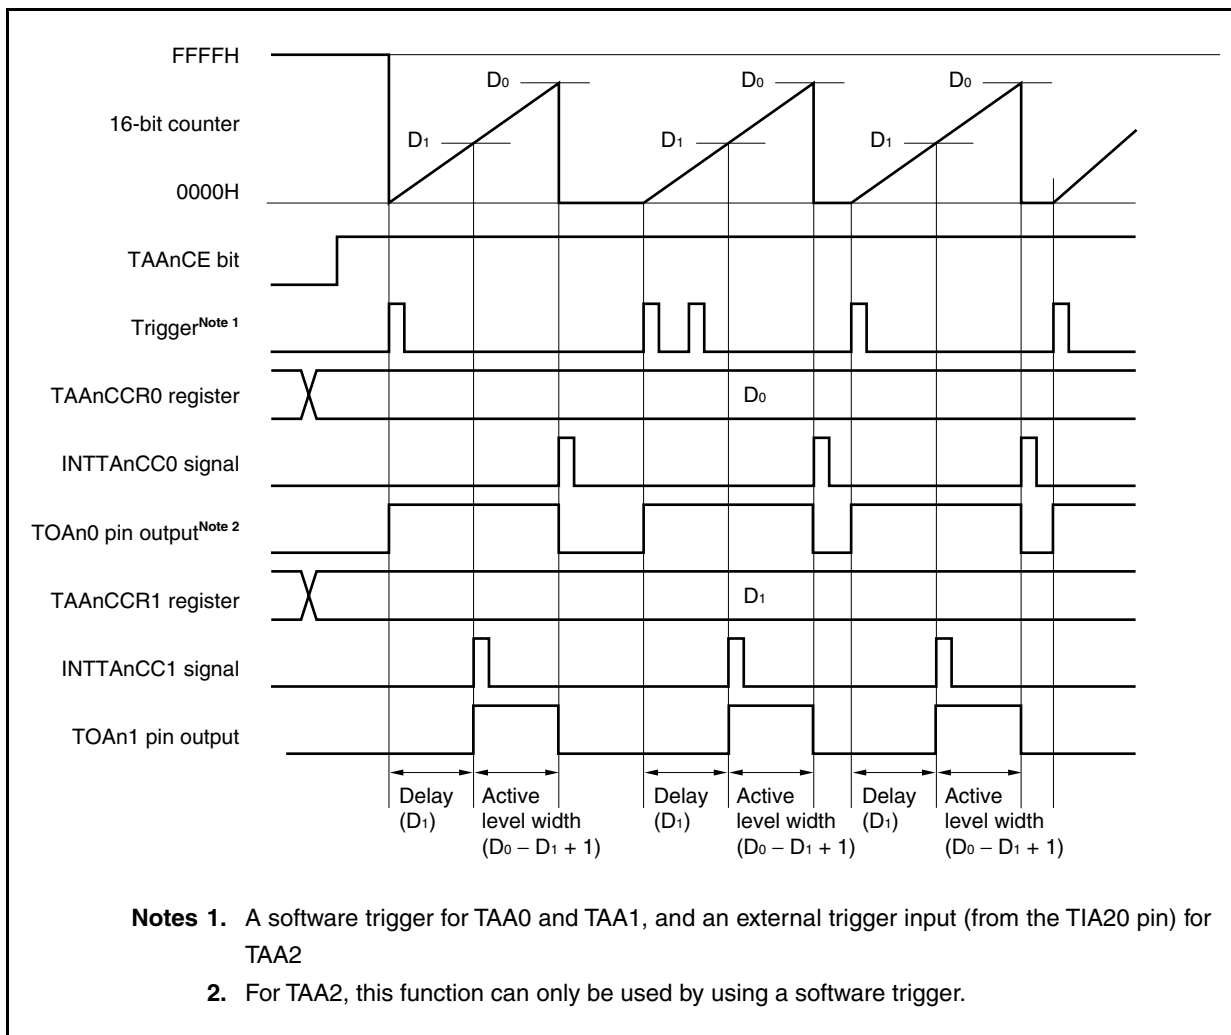 FFFFH
D0 D0 D0
16-bit counter
D1 D1 D1
0000H
TAAnCE bit
TriggerNote 1
TAAnCCR0 register
D0
INTTAnCC0 signal
TOAn0 pin outputNote 2
TAAnCCR1 register
D1
INTTAnCC1 signal
TOAn1 pin output
Delay Active Delay Active Delay Active
(D1) level width (D1) level width (D1) level width
(D0 – D1 + 1) (D0 – D1 + 1) (D0 – D1 + 1)
Notes 1. A software trigger for TAA0 and TAA1, and an external trigger input (from the TIA20 pin) for
TAA2
2. For TAA2, this function can only be used by using a software trigger.